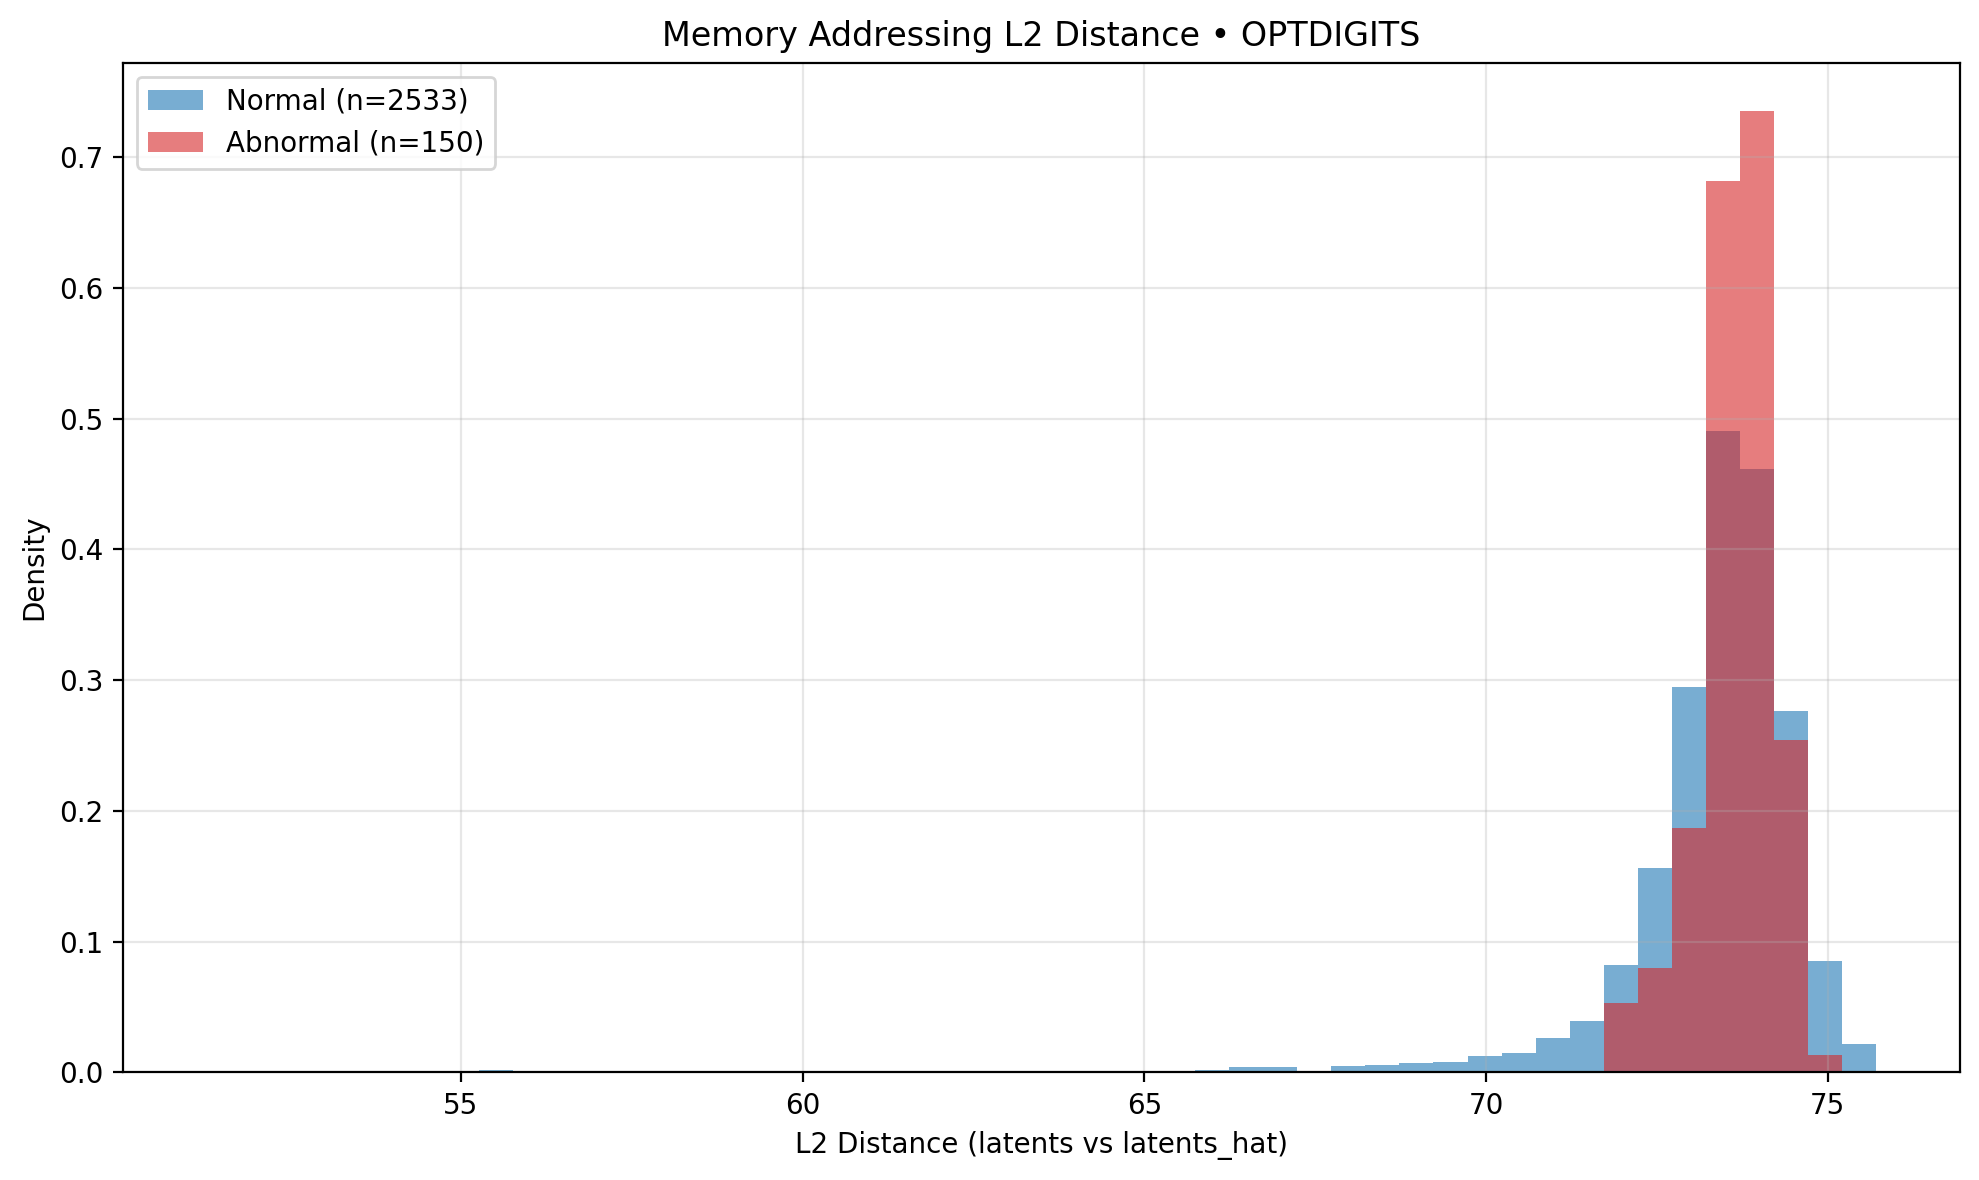 Memory Addressing L2 Distance • OPTDIGITS
Normal (n=2533)
Abnormal (n=150)
Density
0.7
0.6
0.5
0.4
0.3
0.2
0.1
0.0
55 60 65 70 75
L2 Distance (latents vs latents_hat)